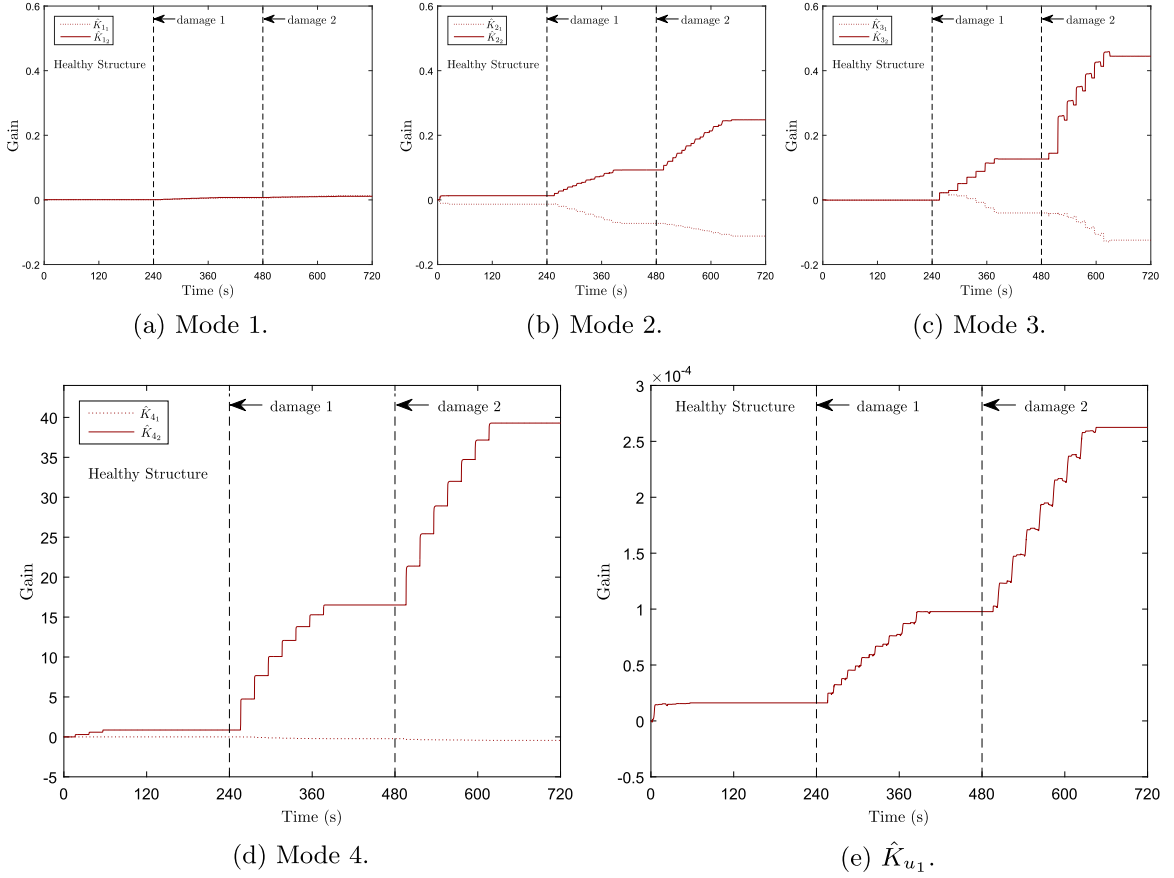 0.6
0.4
0.2
0
-0.2
Gain
K̂₁₁
K̂₁₂
damage 1
damage 2
Healthy Structure
0 120 240 360 480 600 720
Time (s)
(a) Mode 1.
0.6
0.4
0.2
0
-0.2
Gain
K̂₂₁
K̂₂₂
damage 1
damage 2
Healthy Structure
0 120 240 360 480 600 720
Time (s)
(b) Mode 2.
0.6
0.4
0.2
0
-0.2
Gain
K̂₃₁
K̂₃₂
damage 1
damage 2
Healthy Structure
0 120 240 360 480 600 720
Time (s)
(c) Mode 3.
40
35
30
25
20
15
10
5
0
-5
Gain
K̂₄₁
K̂₄₂
damage 1
damage 2
Healthy Structure
0 120 240 360 480 600 720
Time (s)
(d) Mode 4.
×10⁻⁴
3
2.5
2
1.5
1
0.5
0
-0.5
Gain
Healthy Structure
damage 1
damage 2
0 120 240 360 480 600 720
Time (s)
(e) K̂ᵤ₁.